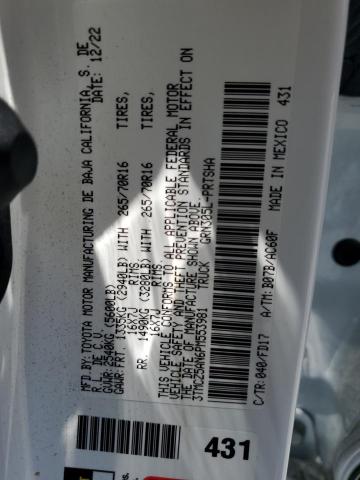 MFD.BY:TOYOTA MOTOR MANUFACTURING DE BAJA CALIFORNIA, S. DE
R.L. DE C.V. DATE: 12/22
GVWR: 2540KG (5600LB)
GAWR:FRT. 1335KG (2940LB) WITH 265/70R16 TIRES,
16X7J
RR. 1490KG (3280LB) WITH 265/70R16 TIRES,
16X7J
THIS VEHICLE CONFORMS TO ALL APPLICABLE FEDERAL MOTOR
VEHICLE SAFETY AND THEFT PREVENTION STANDARDS IN EFFECT ON
THE DATE OF MANUFACTURE SHOWN ABOVE.
3TMCZ5AN6PM553981 TRUCK GRN305L-PRTSHA
C/TR:040/FD17 A/TM:B07B/AC60F MADE IN MEXICO 431
431